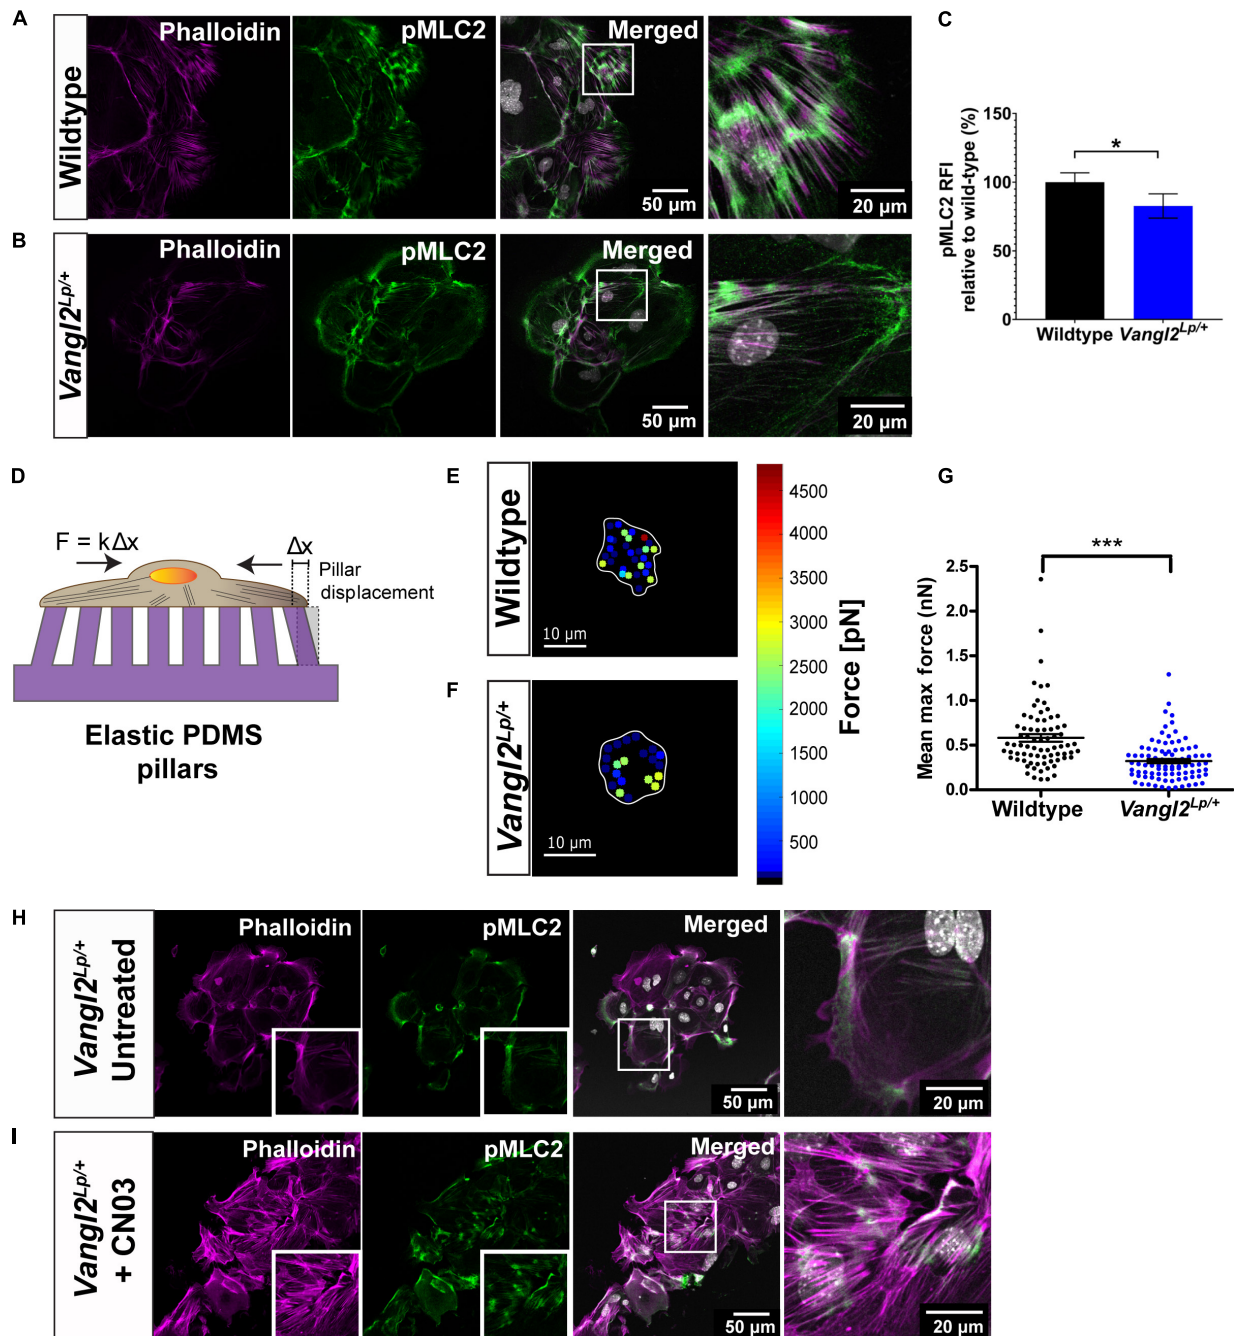 A
Wildtype
Phalloidin
pMLC2
Merged
50 µm
20 µm
B
Vangl2Lp/+
Phalloidin
pMLC2
Merged
50 µm
20 µm
C
pMLC2 RFI
relative to wild-type (%)
150
100
50
0
*
Wildtype
Vangl2Lp/+
D
F = kΔx
Δx
Pillar
displacement
Elastic PDMS
pillars
E
Wildtype
10 µm
F
Vangl2Lp/+
10 µm
4500
4000
3500
3000
2500
2000
1500
1000
500
Force [pN]
G
***
Mean max force (nN)
2.5
2.0
1.5
1.0
0.5
0.0
Wildtype
Vangl2Lp/+
H
Vangl2Lp/+
Untreated
Phalloidin
pMLC2
Merged
50 µm
20 µm
I
Vangl2Lp/+
+ CN03
Phalloidin
pMLC2
Merged
50 µm
20 µm